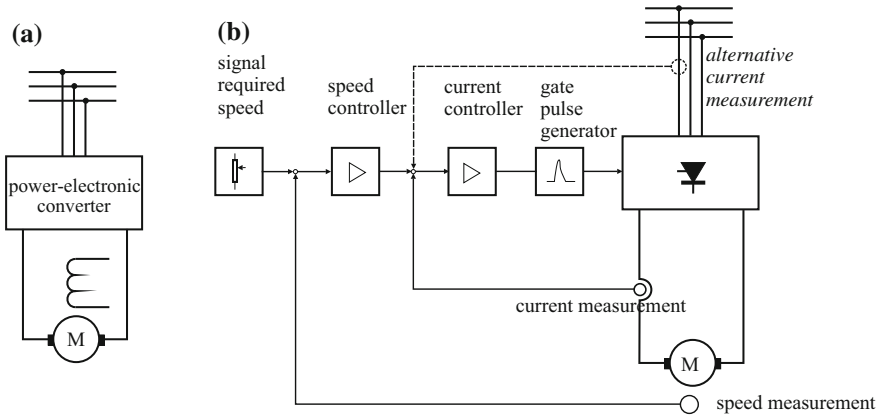 (a)
power-electronic
converter
M
(b)
signal
required
speed
speed
controller
current
controller
gate
pulse
generator
alternative
current
measurement
current measurement
M
speed measurement